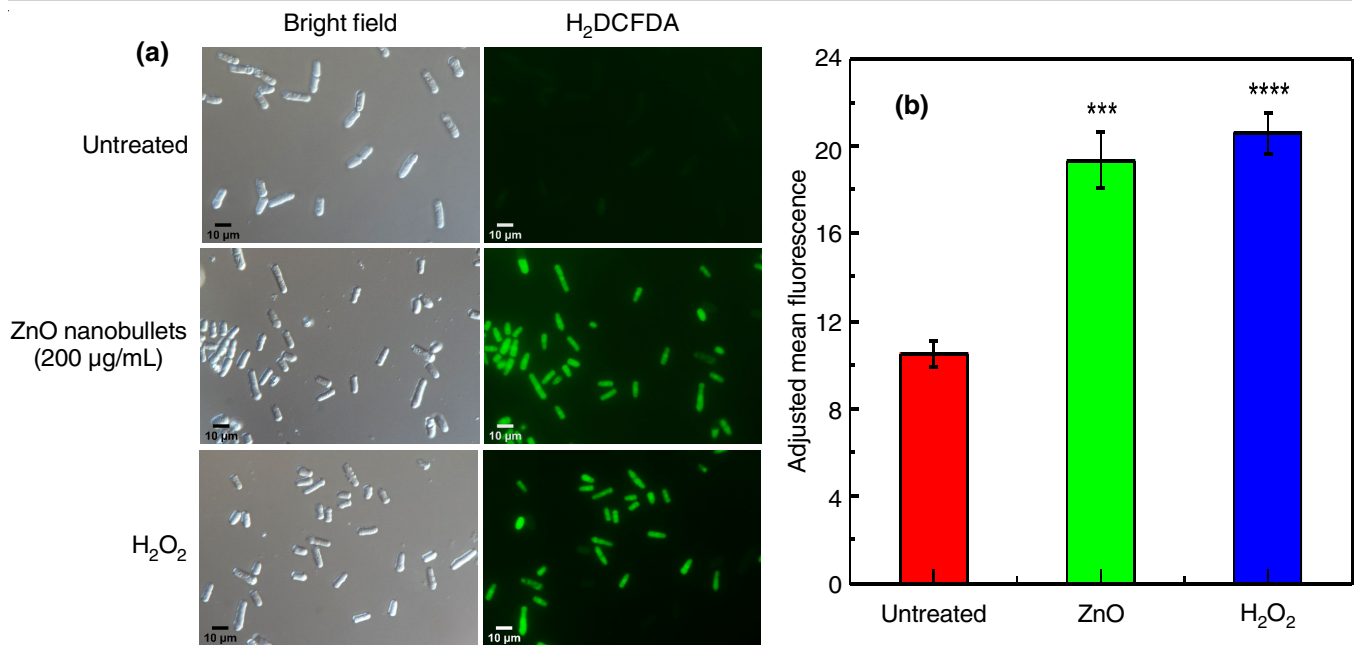 Bright field
H₂DCFDA
(a)
Untreated
10 µm
10 µm
ZnO nanobullets
(200 µg/mL)
10 µm
10 µm
H₂O₂
10 µm
10 µm
(b)
Adjusted mean fluorescence
24
20
16
12
8
4
0
***
****
Untreated
ZnO
H₂O₂